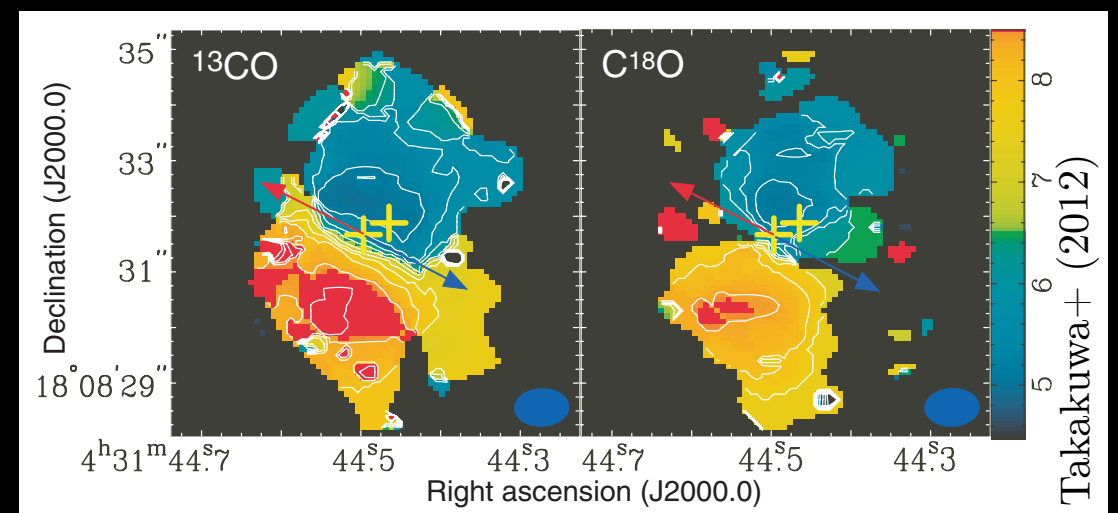 ¹³CO
C¹⁸O
Declination (J2000.0)
35″
33″
31″
18°08′29″
4ʰ31ᵐ44ˢ.7
44ˢ.5
44ˢ.3
44ˢ.7
44ˢ.5
44ˢ.3
Right ascension (J2000.0)
8
7
6
5
Takakuwa+ (2012)